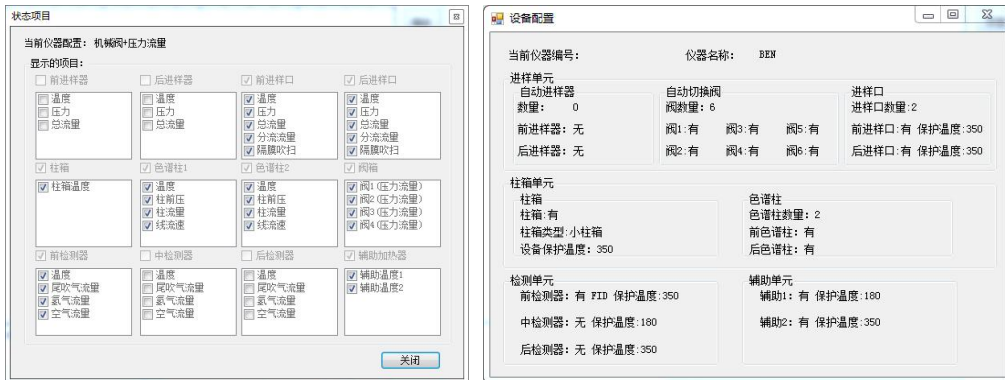 状态项目
当前仪器配置: 机械阀+压力流量
显示的项目:
前进样器
后进样器
前进样口
后进样口
温度
压力
总流量
温度
压力
总流量
温度
压力
总流量
分流流量
隔膜吹扫
温度
压力
总流量
分流流量
隔膜吹扫
柱箱
色谱柱1
色谱柱2
阀箱
柱箱温度
温度
柱前压
柱流量
线流速
温度
柱前压
柱流量
线流速
阀1(压力流量)
阀2(压力流量)
阀3(压力流量)
阀4(压力流量)
前检测器
中检测器
后检测器
辅助加热器
温度
尾吹气流量
氢气流量
空气流量
温度
尾吹气流量
氢气流量
空气流量
温度
尾吹气流量
氢气流量
空气流量
辅助温度1
辅助温度2
关闭
设备配置
当前仪器编号: 仪器名称: BEN
进样单元
自动进样器
数量: 0
前进样器: 无
后进样器: 无
自动切换阀
阀数量: 6
阀1:有 阀3:有 阀5:有
阀2:有 阀4:有 阀6:有
进样口
进样口数量:2
前进样口:有 保护温度:350
后进样口:有 保护温度:350
柱箱单元
柱箱
柱箱:有
柱箱类型:小柱箱
设备保护温度: 350
色谱柱
色谱柱数量: 2
前色谱柱: 有
后色谱柱: 有
检测单元
前检测器: 有 FID 保护温度:350
中检测器: 无 保护温度:180
后检测器: 无 保护温度:350
辅助单元
辅助1: 有 保护温度:180
辅助2: 有 保护温度:350